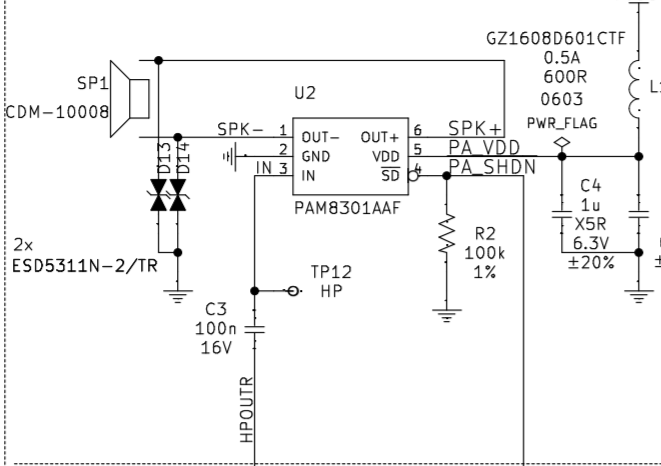 GZ1608D601CTF
0.5A
600R
0603
PWR_FLAG
SP1
CDM-10008
U2
SPK-
1 OUT-
2 GND
IN 3 IN
OUT+ 6 SPK+
VDD 5 PA_VDD
SD 4 PA_SHDN
PAM8301AAF
D13
D14
2x
ESD5311N-2/TR
C4
1u
X5R
6.3V
±20%
R2
100k
1%
TP12
HP
C3
100n
16V
HPOUTR